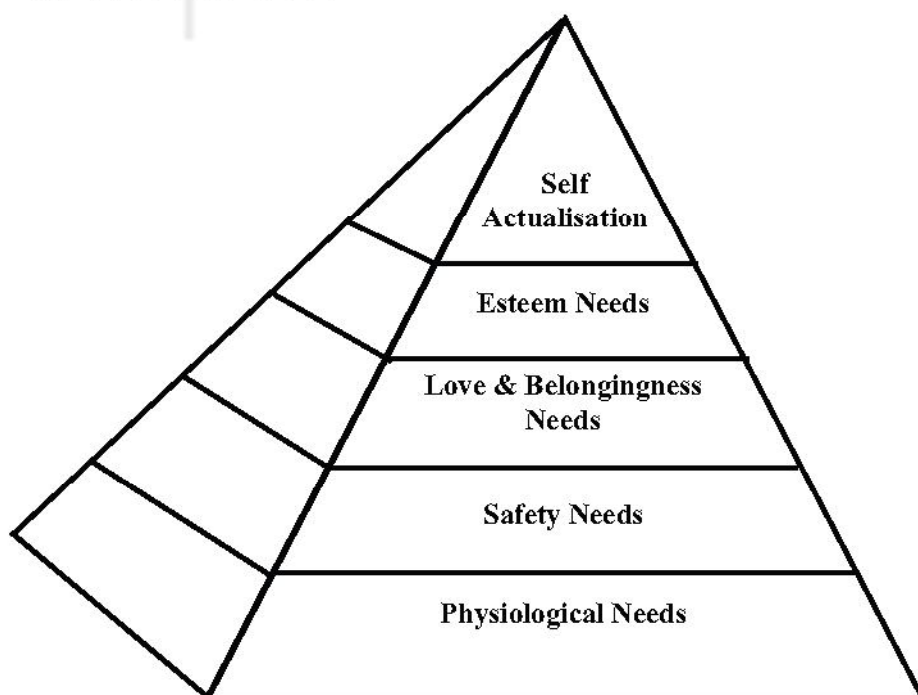 Self
Actualisation
Esteem Needs
Love & Belongingness
Needs
Safety Needs
Physiological Needs